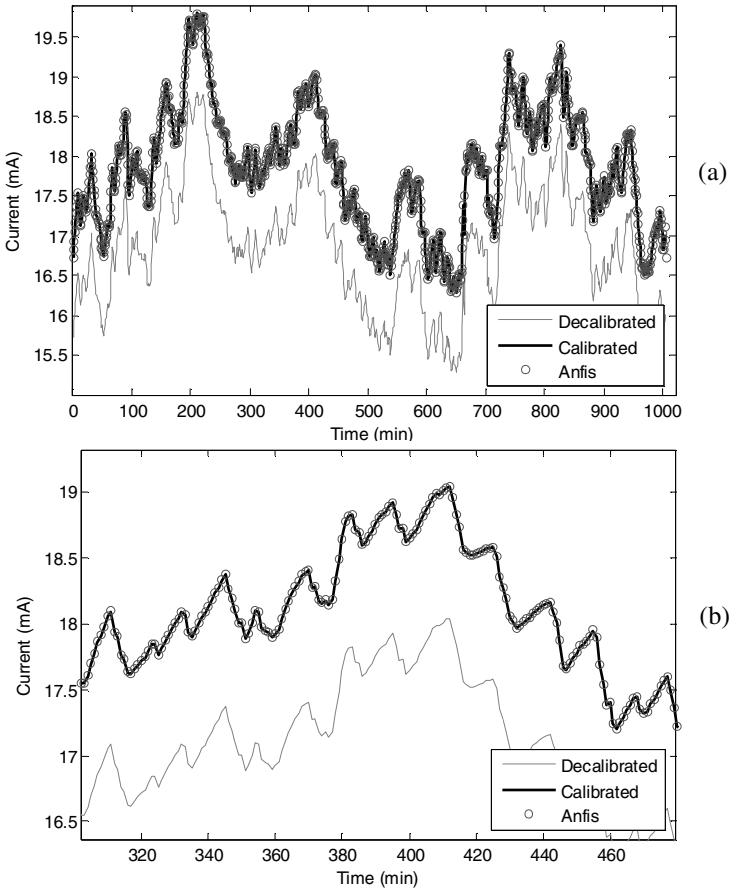 19.5
19
18.5
18
17.5
17
16.5
16
15.5
Current (mA)
0 100 200 300 400 500 600 700 800 900 1000
Time (min)
Decalibrated
Calibrated
Anfis
(a)
19
18.5
18
17.5
17
16.5
Current (mA)
320 340 360 380 400 420 440 460
Time (min)
Decalibrated
Calibrated
Anfis
(b)